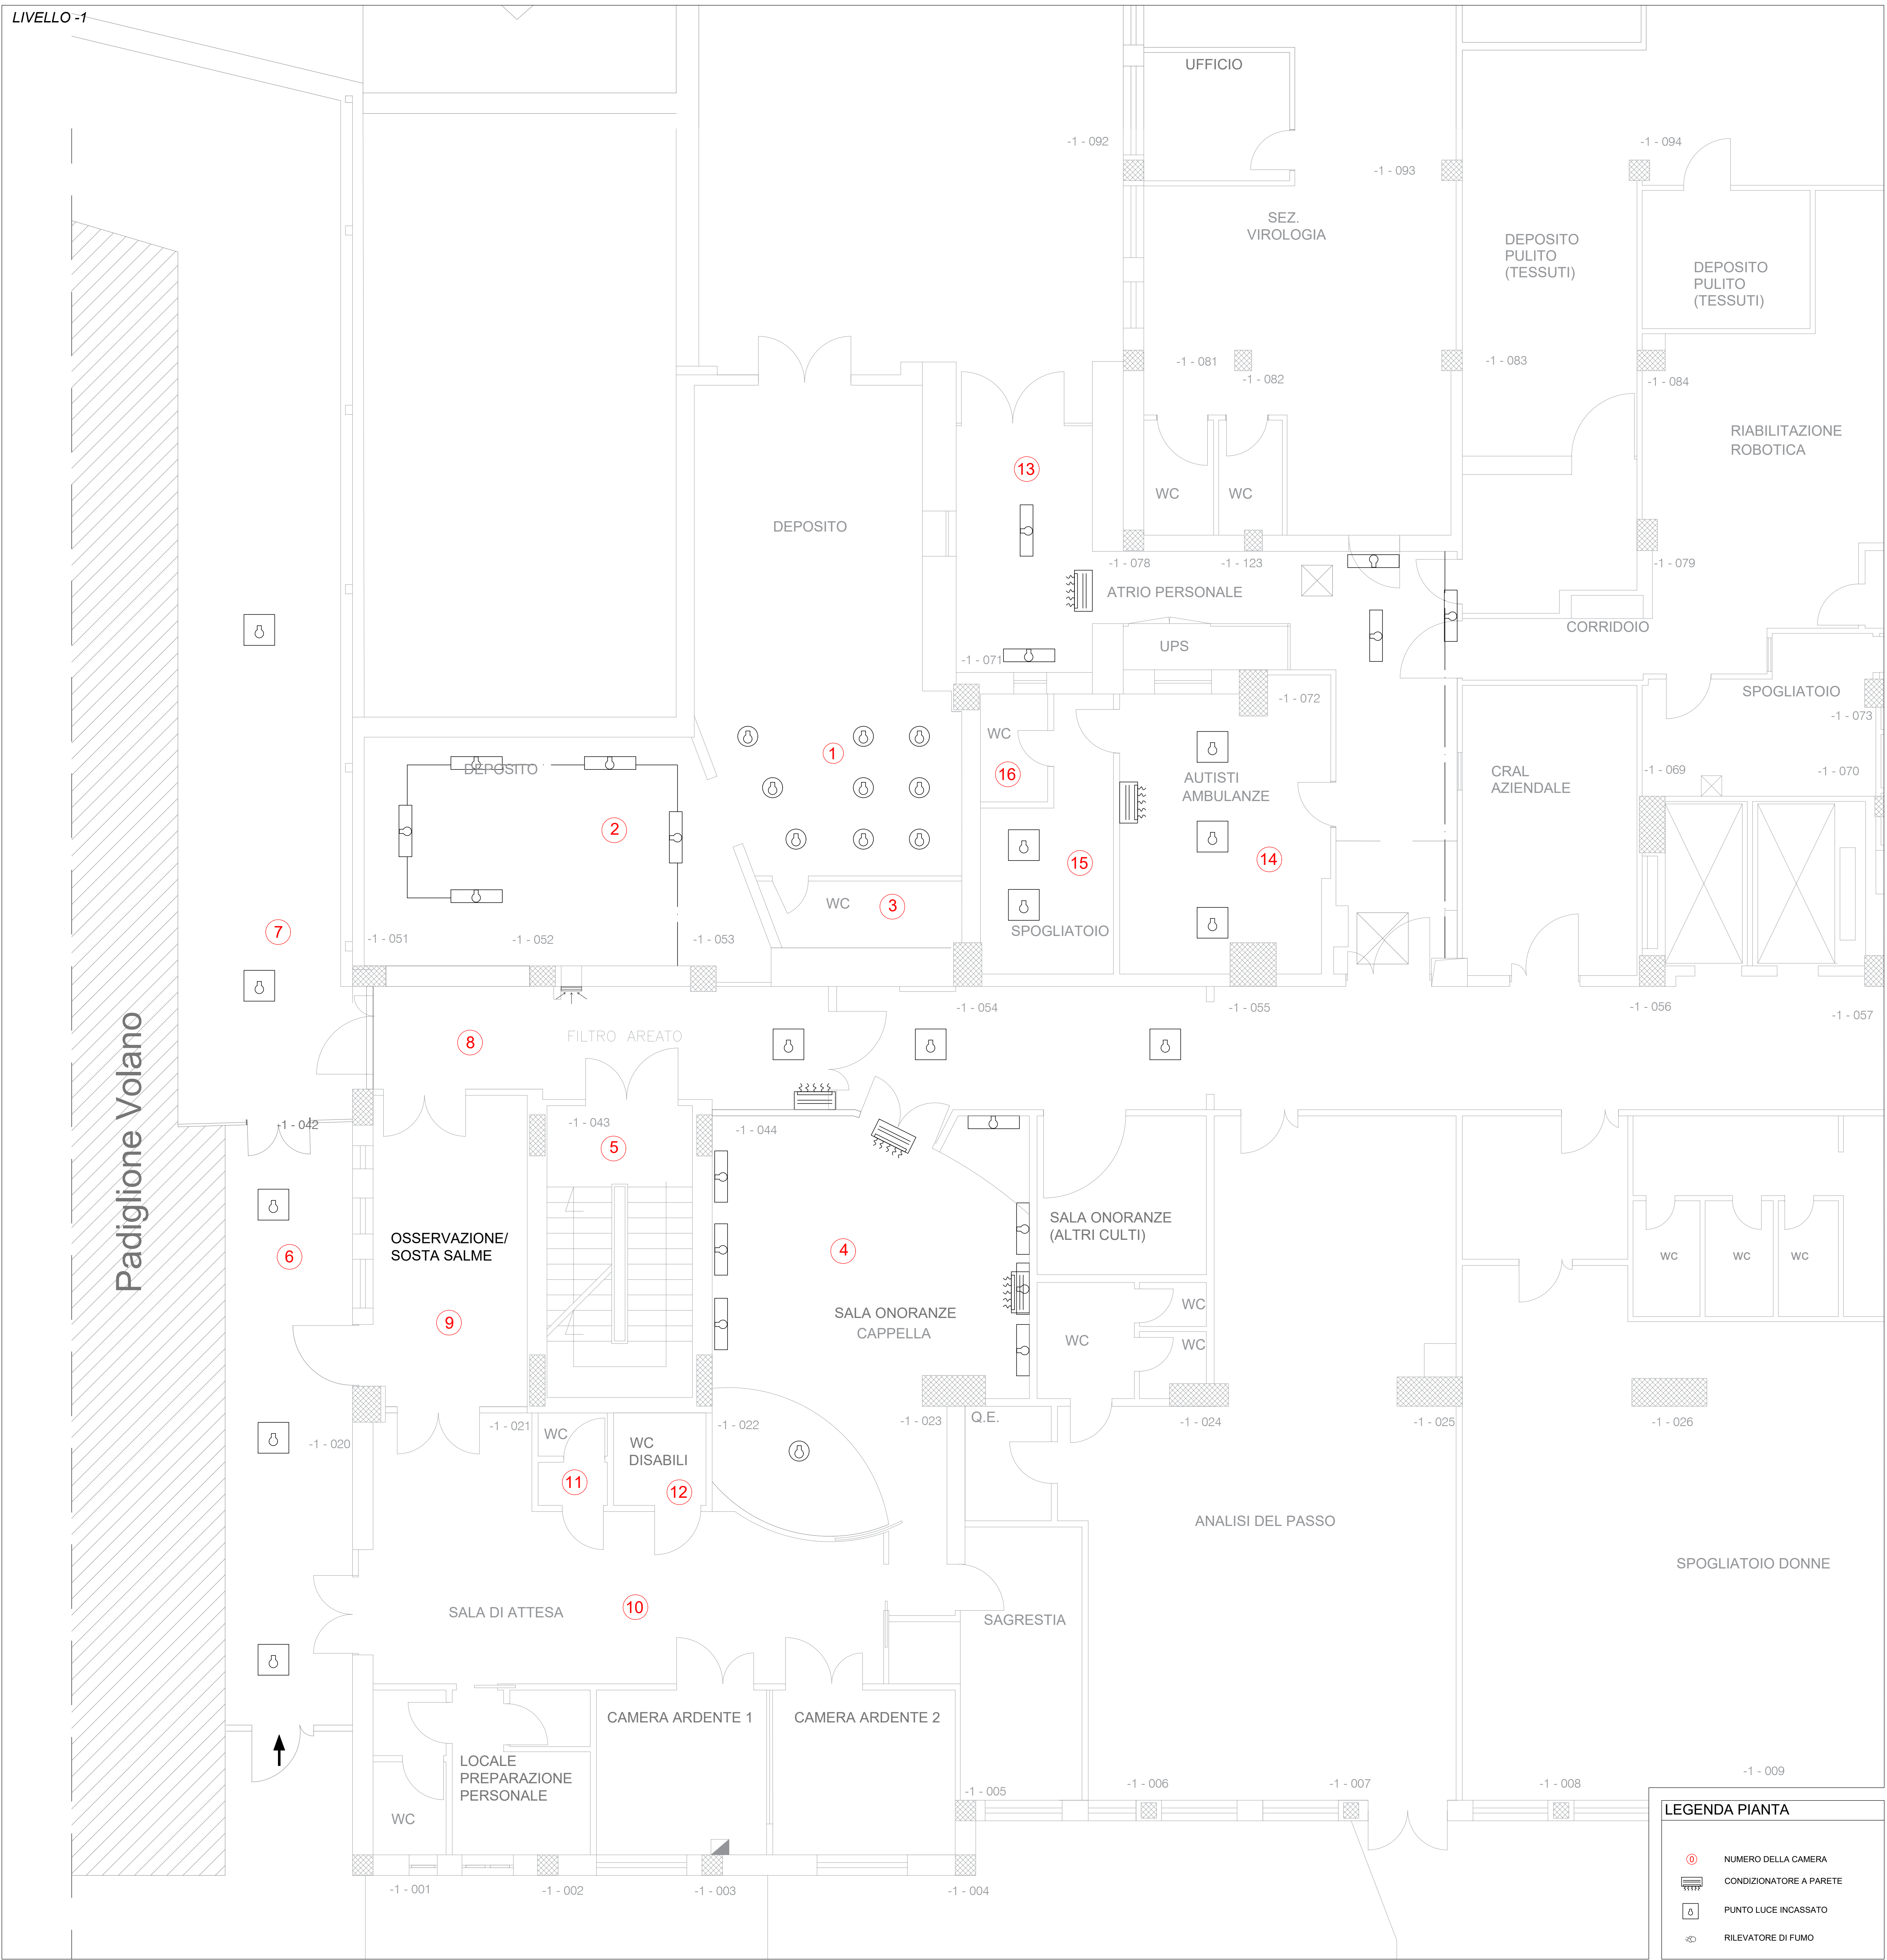 LIVELLO -1
UFFICIO
-1 - 092
-1 - 093
-1 - 094
SEZ.
VIROLOGIA
DEPOSITO
PULITO
(TESSUTI)
DEPOSITO
PULITO
(TESSUTI)
-1 - 081
-1 - 082
-1 - 083
-1 - 084
RIABILITAZIONE
ROBOTICA
13
WC
WC
DEPOSITO
-1 - 078
-1 - 123
-1 - 079
ATRIO PERSONALE
CORRIDOIO
UPS
-1 - 071
-1 - 072
SPOGLIATOIO
-1 - 073
WC
1
16
DEPOSITO
AUTISTI
AMBULANZE
CRAL
AZIENDALE
-1 - 069
-1 - 070
2
15
14
WC
3
SPOGLIATOIO
7
-1 - 051
-1 - 052
-1 - 053
-1 - 054
-1 - 055
-1 - 056
-1 - 057
8
FILTRO AREATO
Padiglione Volano
-1 - 042
-1 - 043
-1 - 044
5
6
OSSERVAZIONE/
SOSTA SALME
4
SALA ONORANZE
(ALTRI CULTI)
WC
WC
WC
9
SALA ONORANZE
CAPPELLA
WC
WC
WC
-1 - 020
-1 - 021
-1 - 022
-1 - 023
Q.E.
-1 - 024
-1 - 025
-1 - 026
WC
WC
DISABILI
11
12
ANALISI DEL PASSO
SPOGLIATOIO DONNE
SALA DI ATTESA
10
SAGRESTIA
CAMERA ARDENTE 1
CAMERA ARDENTE 2
LOCALE
PREPARAZIONE
PERSONALE
WC
-1 - 005
-1 - 006
-1 - 007
-1 - 008
-1 - 009
-1 - 001
-1 - 002
-1 - 003
-1 - 004
LEGENDA PIANTA
0 NUMERO DELLA CAMERA
CONDIZIONATORE A PARETE
PUNTO LUCE INCASSATO
RILEVATORE DI FUMO